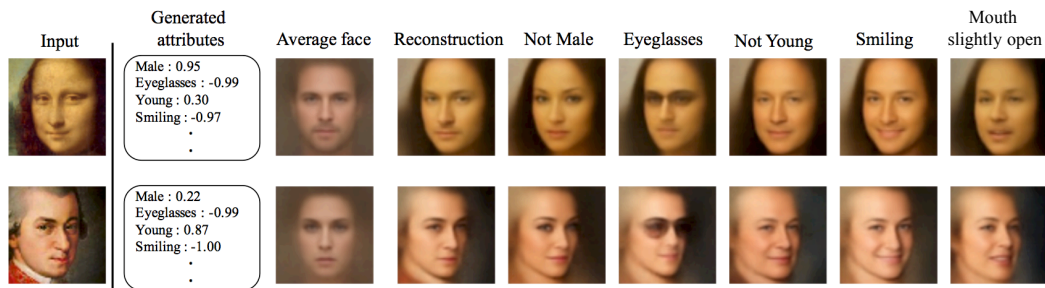 Input
Generated
attributes
Average face
Reconstruction
Not Male
Eyeglasses
Not Young
Smiling
Mouth
slightly open
Male : 0.95
Eyeglasses : -0.99
Young : 0.30
Smiling : -0.97
.
.
Male : 0.22
Eyeglasses : -0.99
Young : 0.87
Smiling : -1.00
.
.